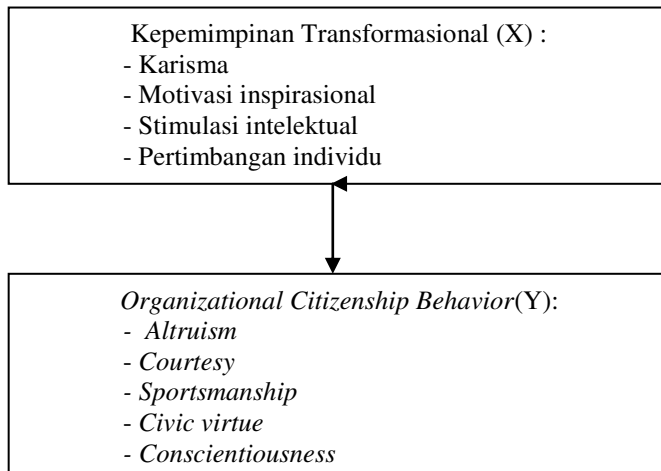 Kepemimpinan Transformasional (X) :
- Karisma
- Motivasi inspirasional
- Stimulasi intelektual
- Pertimbangan individu
Organizational Citizenship Behavior(Y):
- Altruism
- Courtesy
- Sportsmanship
- Civic virtue
- Conscientiousness